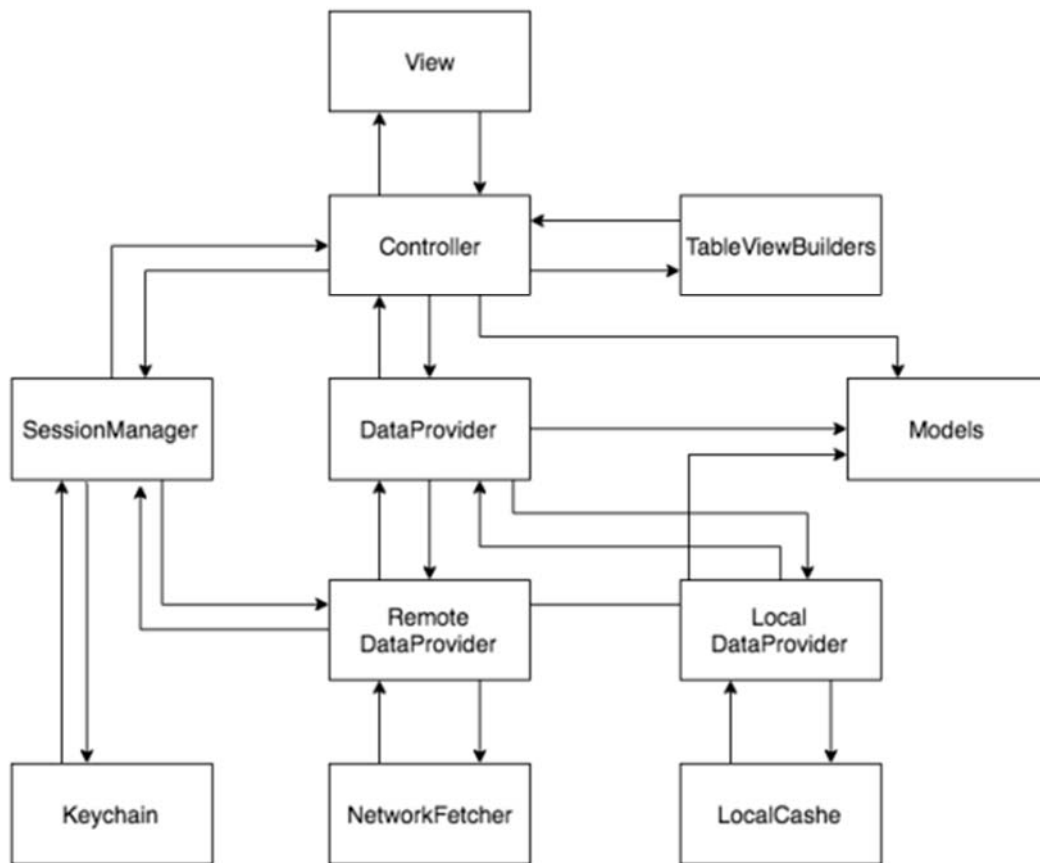 View
Controller
TableViewBuilders
SessionManager
DataProvider
Models
Remote
DataProvider
Local
DataProvider
Keychain
NetworkFetcher
LocalCashe